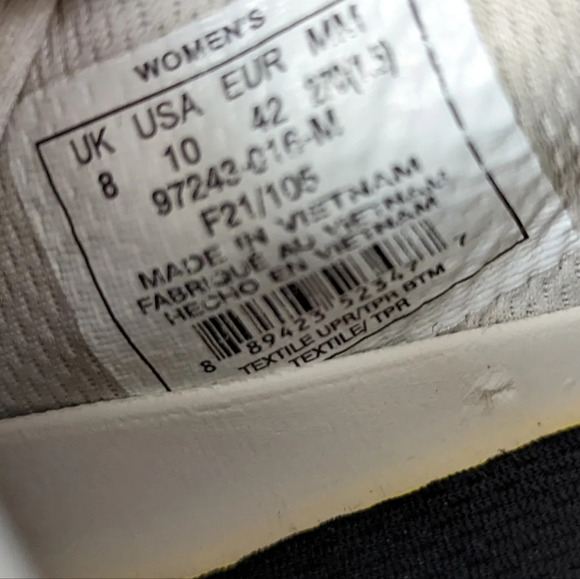 WOMEN'S
UK USA EUR MM
8 10 42 270(1.5)
97243-016-M
F21/105
MADE IN VIETNAM
FABRIQUÉ AU VIETNAM
HECHO EN VIETNAM
8 89423 52347 7
TEXTILE UPR/TPR BTM
TEXTILE/ TPR